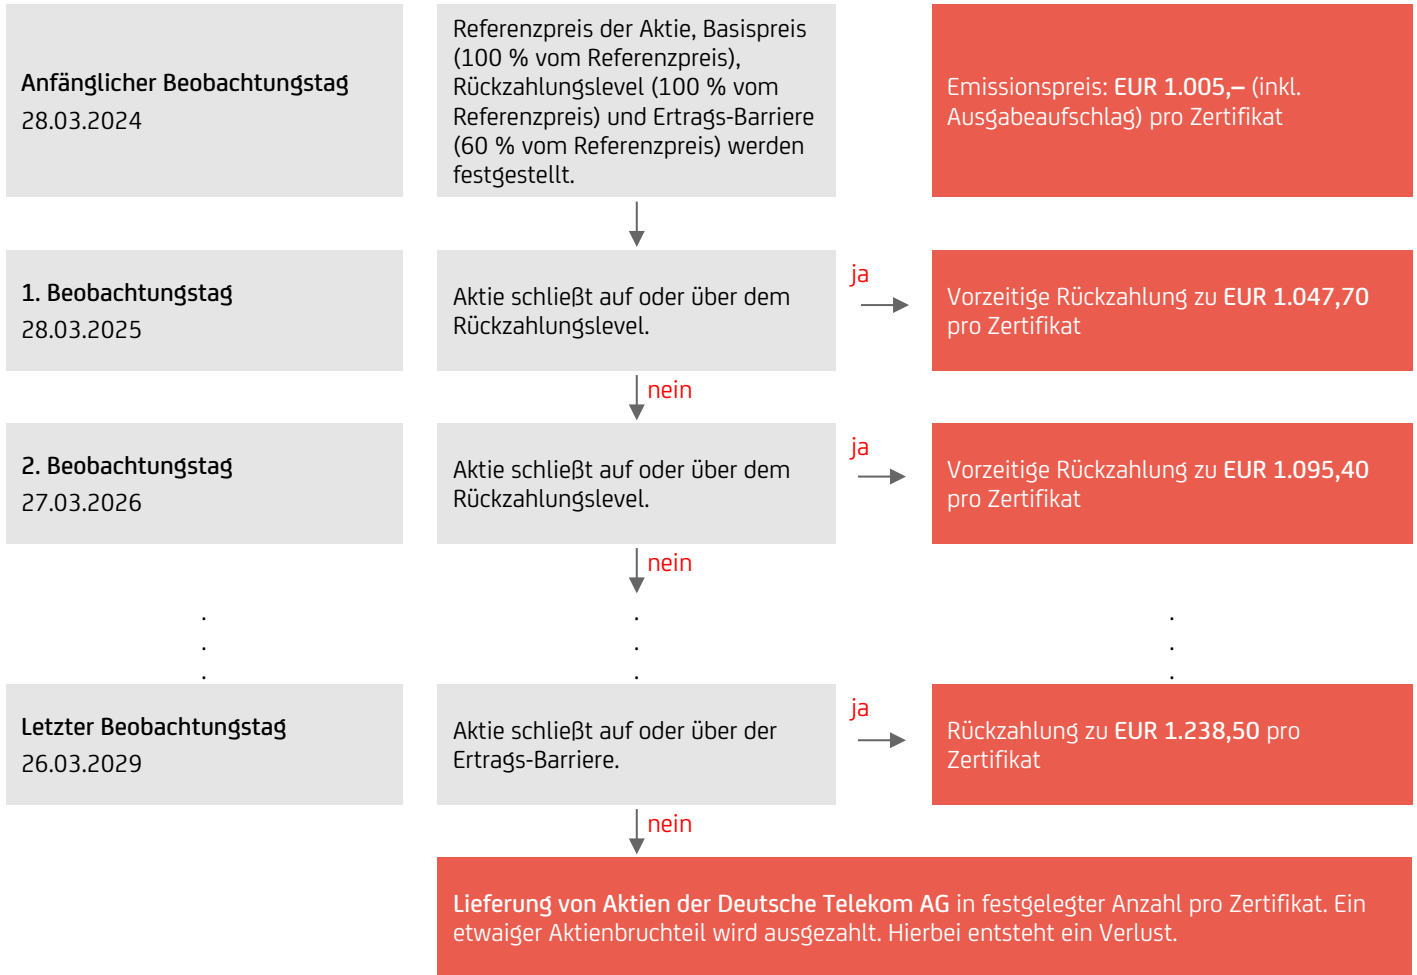 Anfänglicher Beobachtungstag
28.03.2024
Referenzpreis der Aktie, Basispreis
(100 % vom Referenzpreis),
Rückzahlungslevel (100 % vom
Referenzpreis) und Ertrags-Barriere
(60 % vom Referenzpreis) werden
festgestellt.
Emissionspreis: EUR 1.005,– (inkl.
Ausgabeaufschlag) pro Zertifikat
1. Beobachtungstag
28.03.2025
Aktie schließt auf oder über dem
Rückzahlungslevel.
ja
Vorzeitige Rückzahlung zu EUR 1.047,70
pro Zertifikat
nein
2. Beobachtungstag
27.03.2026
Aktie schließt auf oder über dem
Rückzahlungslevel.
ja
Vorzeitige Rückzahlung zu EUR 1.095,40
pro Zertifikat
nein
. . .
. . .
. . .
Letzter Beobachtungstag
26.03.2029
Aktie schließt auf oder über der
Ertrags-Barriere.
ja
Rückzahlung zu EUR 1.238,50 pro
Zertifikat
nein
Lieferung von Aktien der Deutsche Telekom AG in festgelegter Anzahl pro Zertifikat. Ein
etwaiger Aktienbruchteil wird ausgezahlt. Hierbei entsteht ein Verlust.